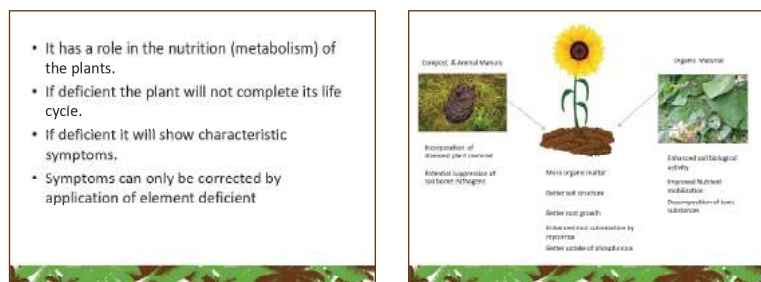 • It has a role in the nutrition (metabolism) of
the plants.
• If deficient the plant will not complete its life
cycle.
• If deficient it will show characteristic
symptoms.
• Symptoms can only be corrected by
application of element deficient
Compost & Animal Manure
Incorporation of
diseased plant material
Potential Suppression of
Soil borne Pathogens
More organic matter
Better soil structure
Better root growth
Enhanced root colonization by
mycorriza
Better uptake of phosphorous
Organic Material
Enhanced soil biological
activity
Improved Nutrient
mobilization
Decomposition of toxic
substances